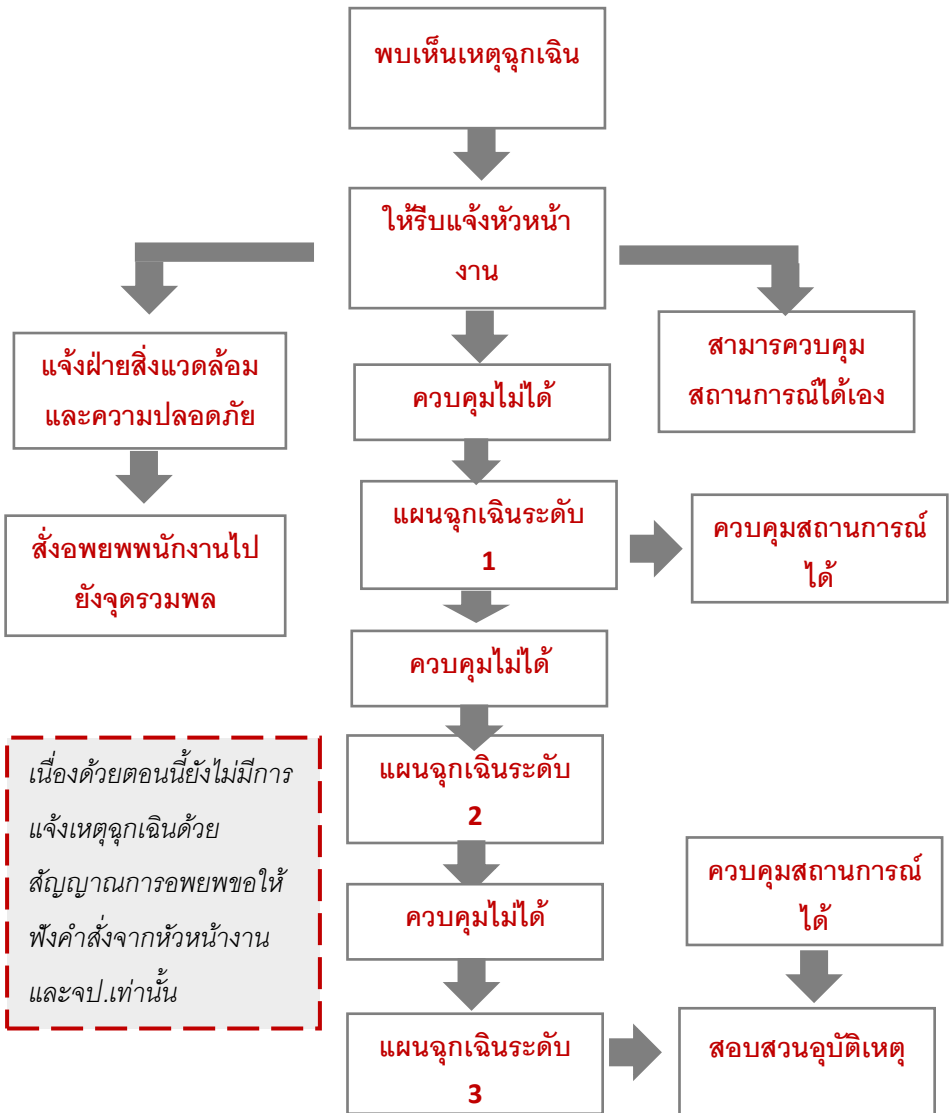 พบเห็นเหตุฉุกเฉิน
ให้รีบแจ้งหัวหน้า
งาน
แจ้งฝ่ายสิ่งแวดล้อม
และความปลอดภัย
สามารควบคุม
สถานการณ์ได้เอง
ควบคุมไม่ได้
สั่งอพยพพนักงานไป
ยังจุดรวมพล
แผนฉุกเฉินระดับ
1
ควบคุมสถานการณ์
ได้
ควบคุมไม่ได้
แผนฉุกเฉินระดับ
2
เนื่องด้วยตอนนี้ยังไม่มีการ
แจ้งเหตุฉุกเฉินด้วย
สัญญาณการอพยพขอให้
ฟังคำสั่งจากหัวหน้างาน
และจป.เท่านั้น
ควบคุมไม่ได้
ควบคุมสถานการณ์
ได้
แผนฉุกเฉินระดับ
3
สอบสวนอุบัติเหตุ